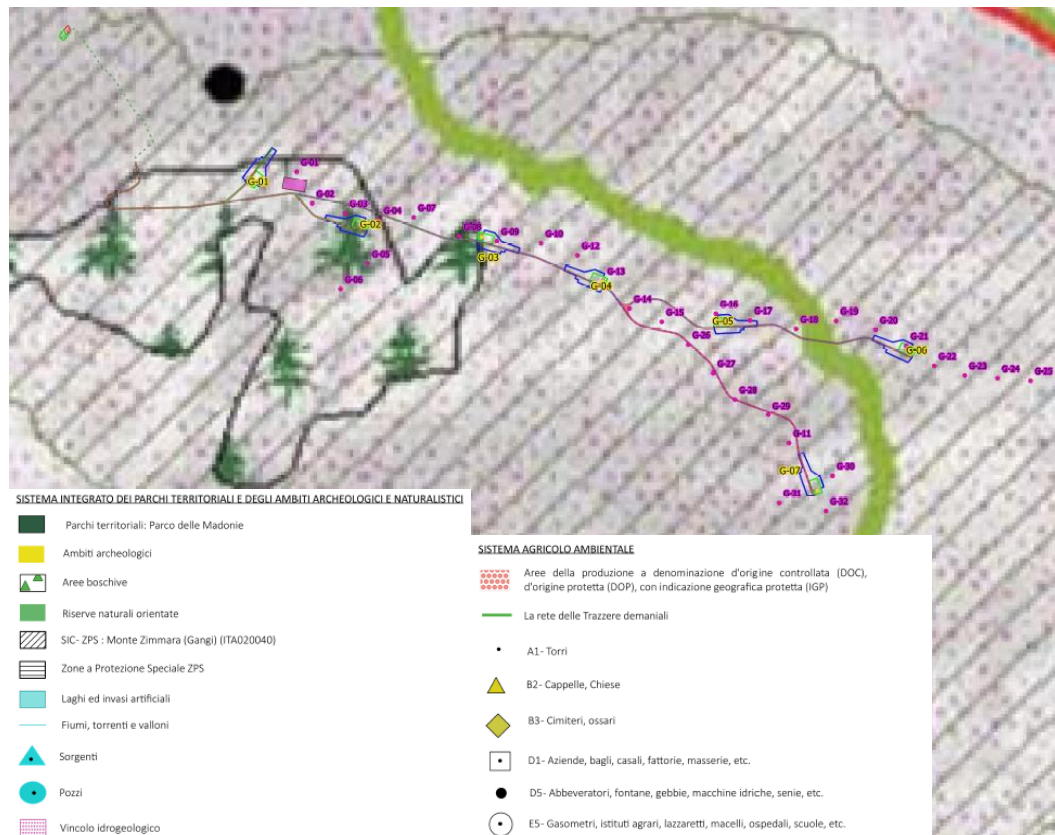 G-01
G-01
G-02
G-03
G-02
G-04
G-07
G-05
G-06
G-08
G-09
G-03
G-10
G-12
G-13
G-04
G-14
G-15
G-16
G-05
G-17
G-18
G-19
G-20
G-21
G-06
G-22
G-23
G-24
G-25
G-26
G-27
G-28
G-29
G-11
G-07
G-30
G-31
G-32
SISTEMA INTEGRATO DEI PARCHI TERRITORIALI E DEGLI AMBITI ARCHEOLOGICI E NATURALISTICI
Parchi territoriali: Parco delle Madonie
Ambiti archeologici
Aree boschive
Riserve naturali orientate
SIC- ZPS : Monte Zimmara (Gangi) (ITA020040)
Zone a Protezione Speciale ZPS
Laghi ed invasi artificiali
Fiumi, torrenti e valloni
Sorgenti
Pozzi
Vincolo idrogeologico
SISTEMA AGRICOLO AMBIENTALE
Aree della produzione a denominazione d'origine controllata (DOC),
d'origine protetta (DOP), con indicazione geografica protetta (IGP)
La rete delle Trazzere demaniali
A1- Torri
B2- Cappelle, Chiese
B3- Cimiteri, ossari
D1- Aziende, bagli, casali, fattorie, masserie, etc.
D5- Abbeveratori, fontane, gebbie, macchine idriche, senie, etc.
E5- Gasometri, istituti agrari, lazzaretti, macelli, ospedali, scuole, etc.